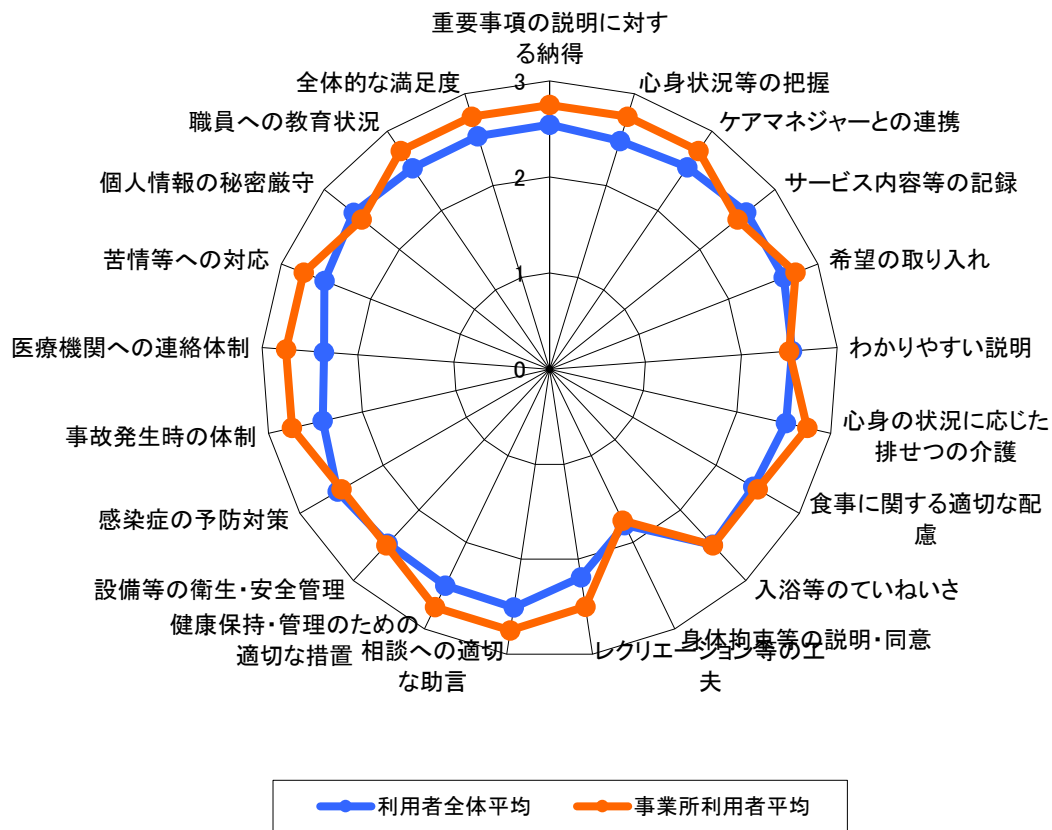 重要事項の説明に対す
る納得
心身状況等の把握
ケアマネジャーとの連携
サービス内容等の記録
希望の取り入れ
わかりやすい説明
心身の状況に応じた
排せつの介護
食事に関する適切な配
慮
入浴等のていねいさ
身体拘束等の説明・同意
レクリエーション等の工
夫
相談への適切
な助言
健康保持・管理のための
適切な措置
設備等の衛生・安全管理
感染症の予防対策
事故発生時の体制
医療機関への連絡体制
苦情等への対応
個人情報の秘密厳守
職員への教育状況
全体的な満足度
3
2
1
0
利用者全体平均
事業所利用者平均